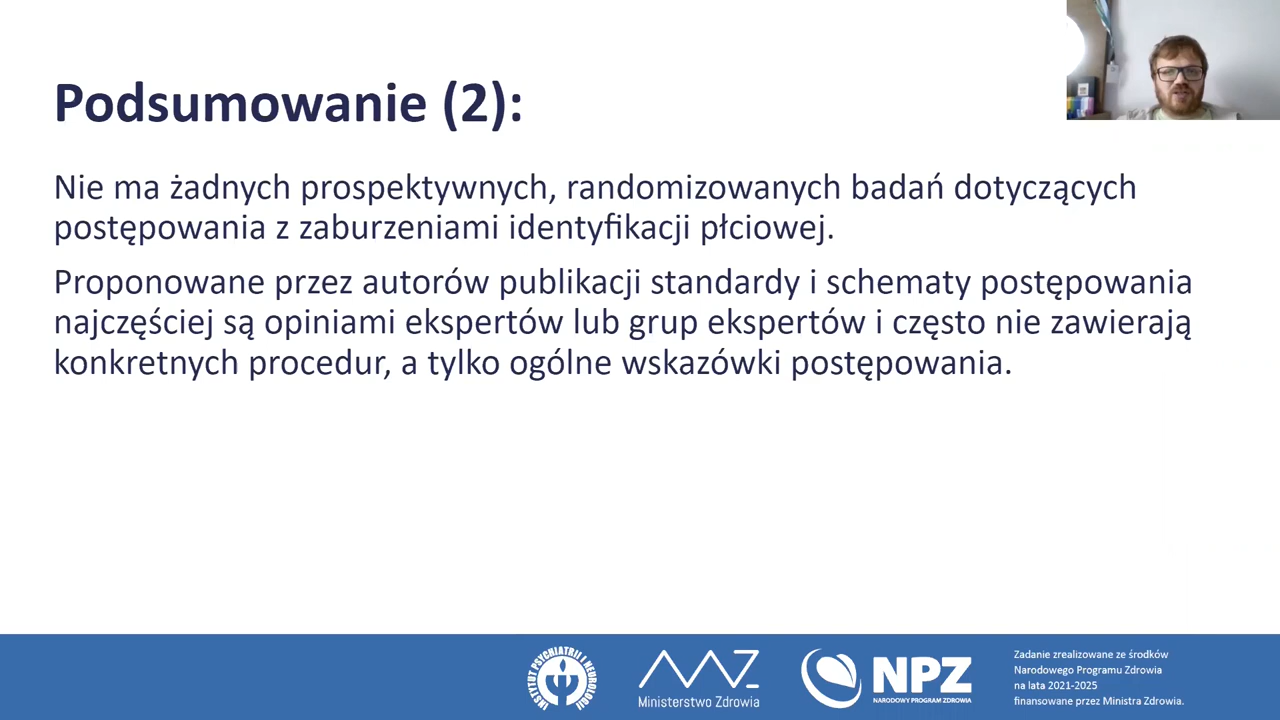 Podsumowanie (2):
Nie ma żadnych prospektywnych, randomizowanych badań dotyczących
postępowania z zaburzeniami identyfikacji płciowej.
Proponowane przez autorów publikacji standardy i schematy postępowania
najczęściej są opiniami ekspertów lub grup ekspertów i często nie zawierają
konkretnych procedur, a tylko ogólne wskazówki postępowania.
INSTYTUT PSYCHIATRII I NEUROLOGII
Ministerstwo Zdrowia
NPZ
NARODOWY PROGRAM ZDROWIA
Zadanie zrealizowane ze środków
Narodowego Programu Zdrowia
na lata 2021-2025
finansowane przez Ministra Zdrowia.